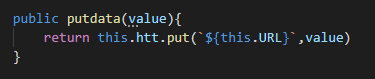 public putdata(value){
return this.htt.put(`${this.URL}`,value)
}